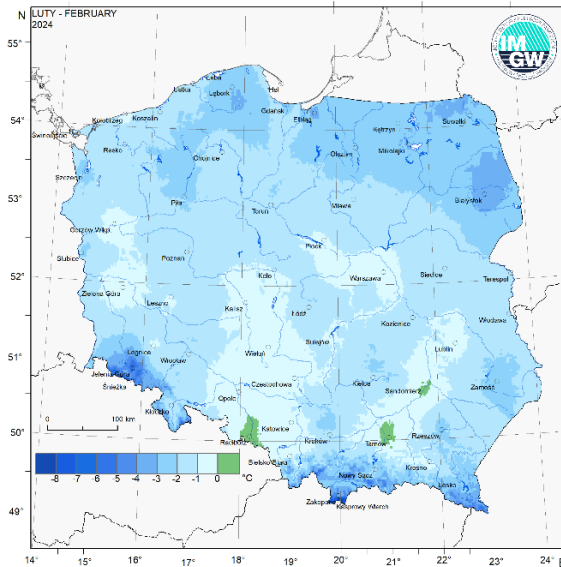 LUTY - FEBRUARY
2024
N
IM
GW
55°
54°
53°
52°
51°
50°
49°
Łeba
Ustka
Lębork
Hel
Gdańsk
Elbląg
Suwałki
Kołobrzeg
Koszalin
Kętrzyn
Świnoujście
Resko
Chojnice
Olsztyn
Mikołajki
Szczecin
Piła
Toruń
Mława
Białystok
Gorzów Wlkp.
Płock
Słubice
Poznań
Koło
Warszawa
Siedlce
Terespol
Zielona Góra
Leszno
Kalisz
Łódź
Kozienice
Włodawa
Sulejów
Lublin
Legnica
Wrocław
Wieluń
Jelenia Góra
Śnieżka
Częstochowa
Kielce
Sandomierz
Zamość
Opole
Kłodzko
Katowice
Racibórz
Kraków
Tarnów
Rzeszów
Bielsko-Biała
Krosno
Nowy Sącz
Lesko
Zakopane
Kasprowy Wierch
0 100 km
-8 -7 -6 -5 -4 -3 -2 -1 0 °C
14° 15° 16° 17° 18° 19° 20° 21° 22° 23° 24° E